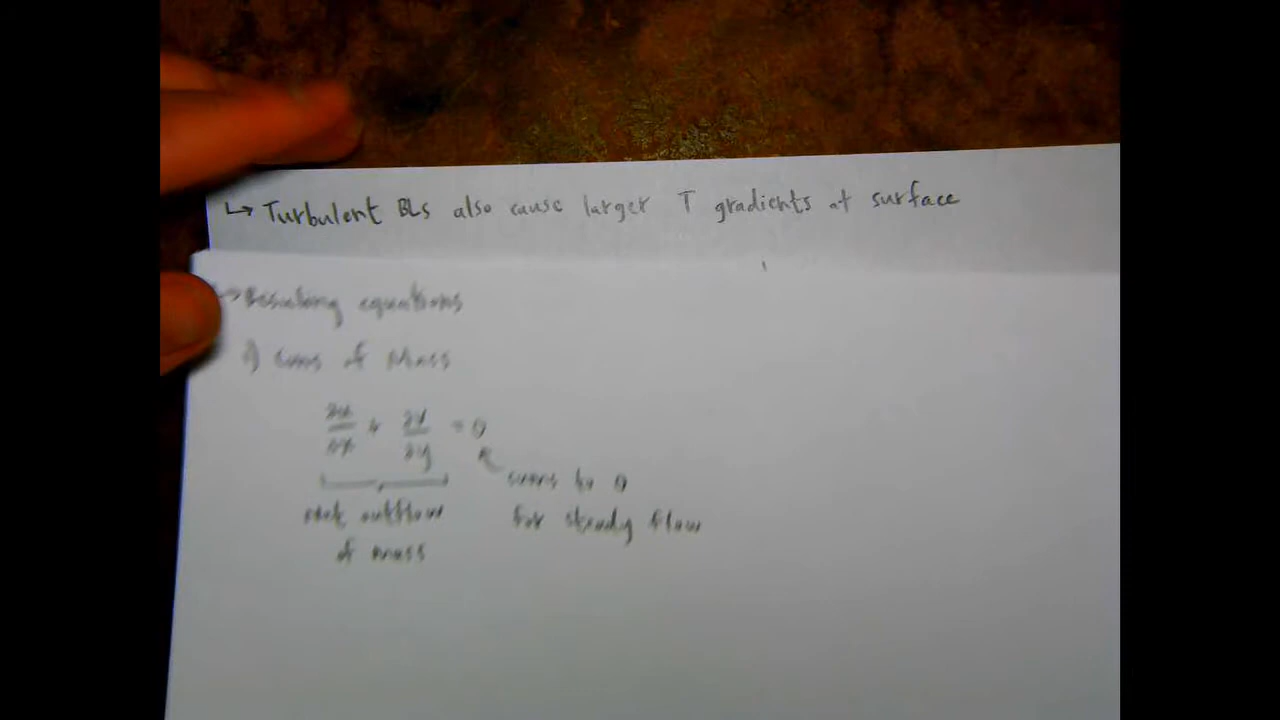 ↳ Turbulent BLs also cause larger T gradients at surface
→ Resulting equations
1) Cons of Mass
∂u/∂x + ∂v/∂y = 0
sums to 0
outflow for steady flow
of mass